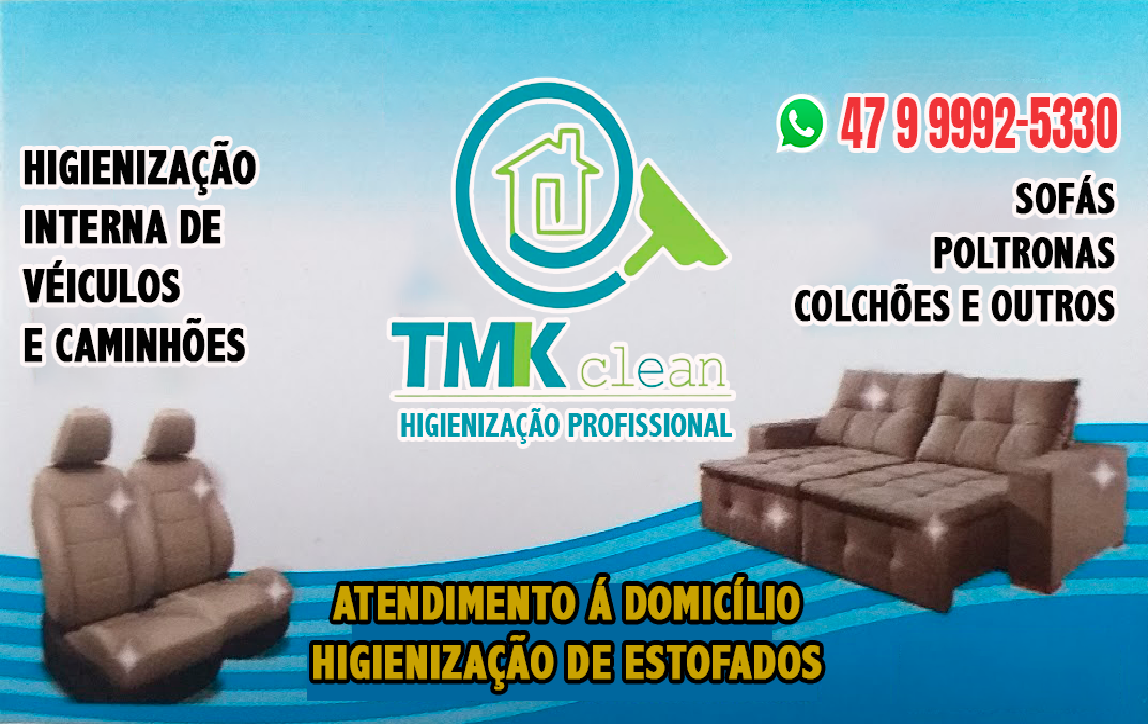 HIGIENIZAÇÃO
INTERNA DE
VÉICULOS
E CAMINHÕES
TMK clean
HIGIENIZAÇÃO PROFISSIONAL
47 9 9992-5330
SOFÁS
POLTRONAS
COLCHÕES E OUTROS
ATENDIMENTO Á DOMICÍLIO
HIGIENIZAÇÃO DE ESTOFADOS